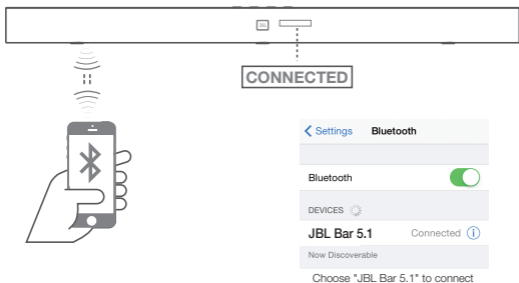 JBL
CONNECTED
Settings Bluetooth
Bluetooth
DEVICES
JBL Bar 5.1 Connected
Now Discoverable
Choose "JBL Bar 5.1" to connect